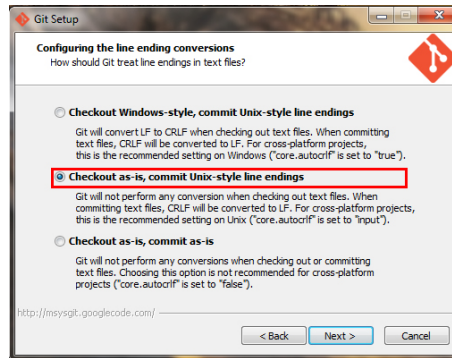 Git Setup
Configuring the line ending conversions
How should Git treat line endings in text files?
Checkout Windows-style, commit Unix-style line endings
Git will convert LF to CRLF when checking out text files. When committing
text files, CRLF will be converted to LF. For cross-platform projects,
this is the recommended setting on Windows ("core.autocrlf" is set to "true").
Checkout as-is, commit Unix-style line endings
Git will not perform any conversion when checking out text files. When
committing text files, CRLF will be converted to LF. For cross-platform projects,
this is the recommended setting on Unix ("core.autocrlf" is set to "input").
Checkout as-is, commit as-is
Git will not perform any conversions when checking out or committing
text files. Choosing this option is not recommended for cross-platform
projects ("core.autocrlf" is set to "false").
http://msysgit.googlecode.com/
< Back Next > Cancel